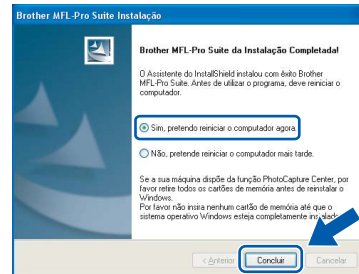 Brother MFL-Pro Suite Instalação
Brother MFL-Pro Suite da Instalação Completada!
O Assistente do InstallShield instalou com êxito Brother
MFL-Pro Suite. Antes de utilizar o programa, deve reiniciar o
computador.
Sim, pretendo reiniciar o computador agora.
Não, pretende reiniciar o computador mais tarde.
Se a sua máquina dispõe da função PhotoCapture Center, por
favor retire todos os cartões de memória antes de reinstalar o
Windows.
Por favor não insira nenhum cartão de memória até que o
sistema operativo Windows esteja completamente
< Anterior
Concluir
Cancelar